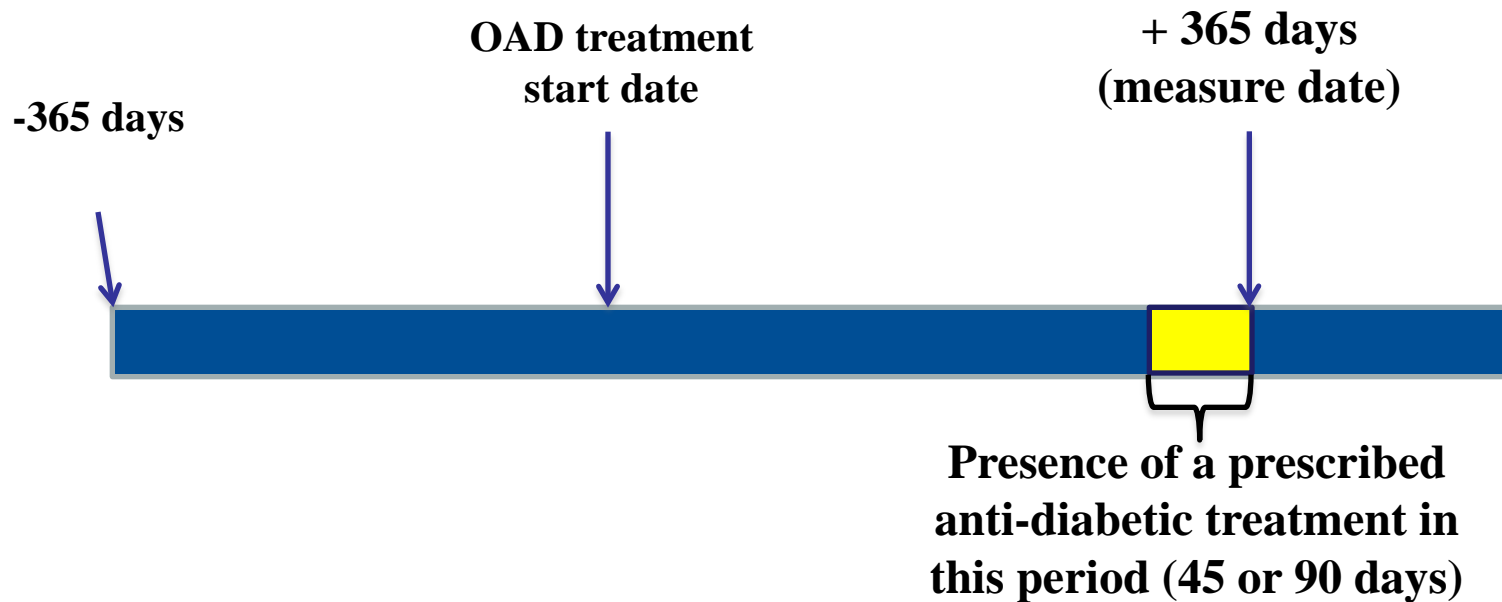 -365 days
OAD treatment
start date
+ 365 days
(measure date)
Presence of a prescribed
anti-diabetic treatment in
this period (45 or 90 days)